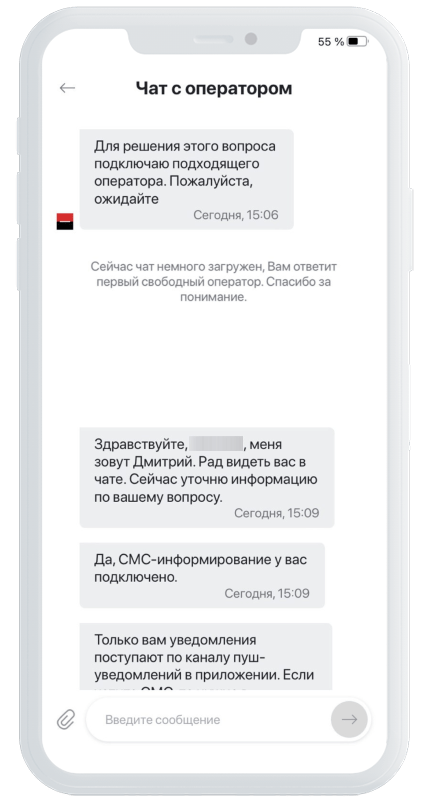 55 %
Чат с оператором
Для решения этого вопроса
подключаю подходящего
оператора. Пожалуйста,
ожидайте
Сегодня, 15:06
Сейчас чат немного загружен, Вам ответит
первый свободный оператор. Спасибо за
понимание.
Здравствуйте, , меня
зовут Дмитрий. Рад видеть вас в
чате. Сейчас уточню информацию
по вашему вопросу.
Сегодня, 15:09
Да, СМС-информирование у вас
подключено.
Сегодня, 15:09
Только вам уведомления
поступают по каналу пуш-
уведомлений в приложении. Если
Введите сообщение